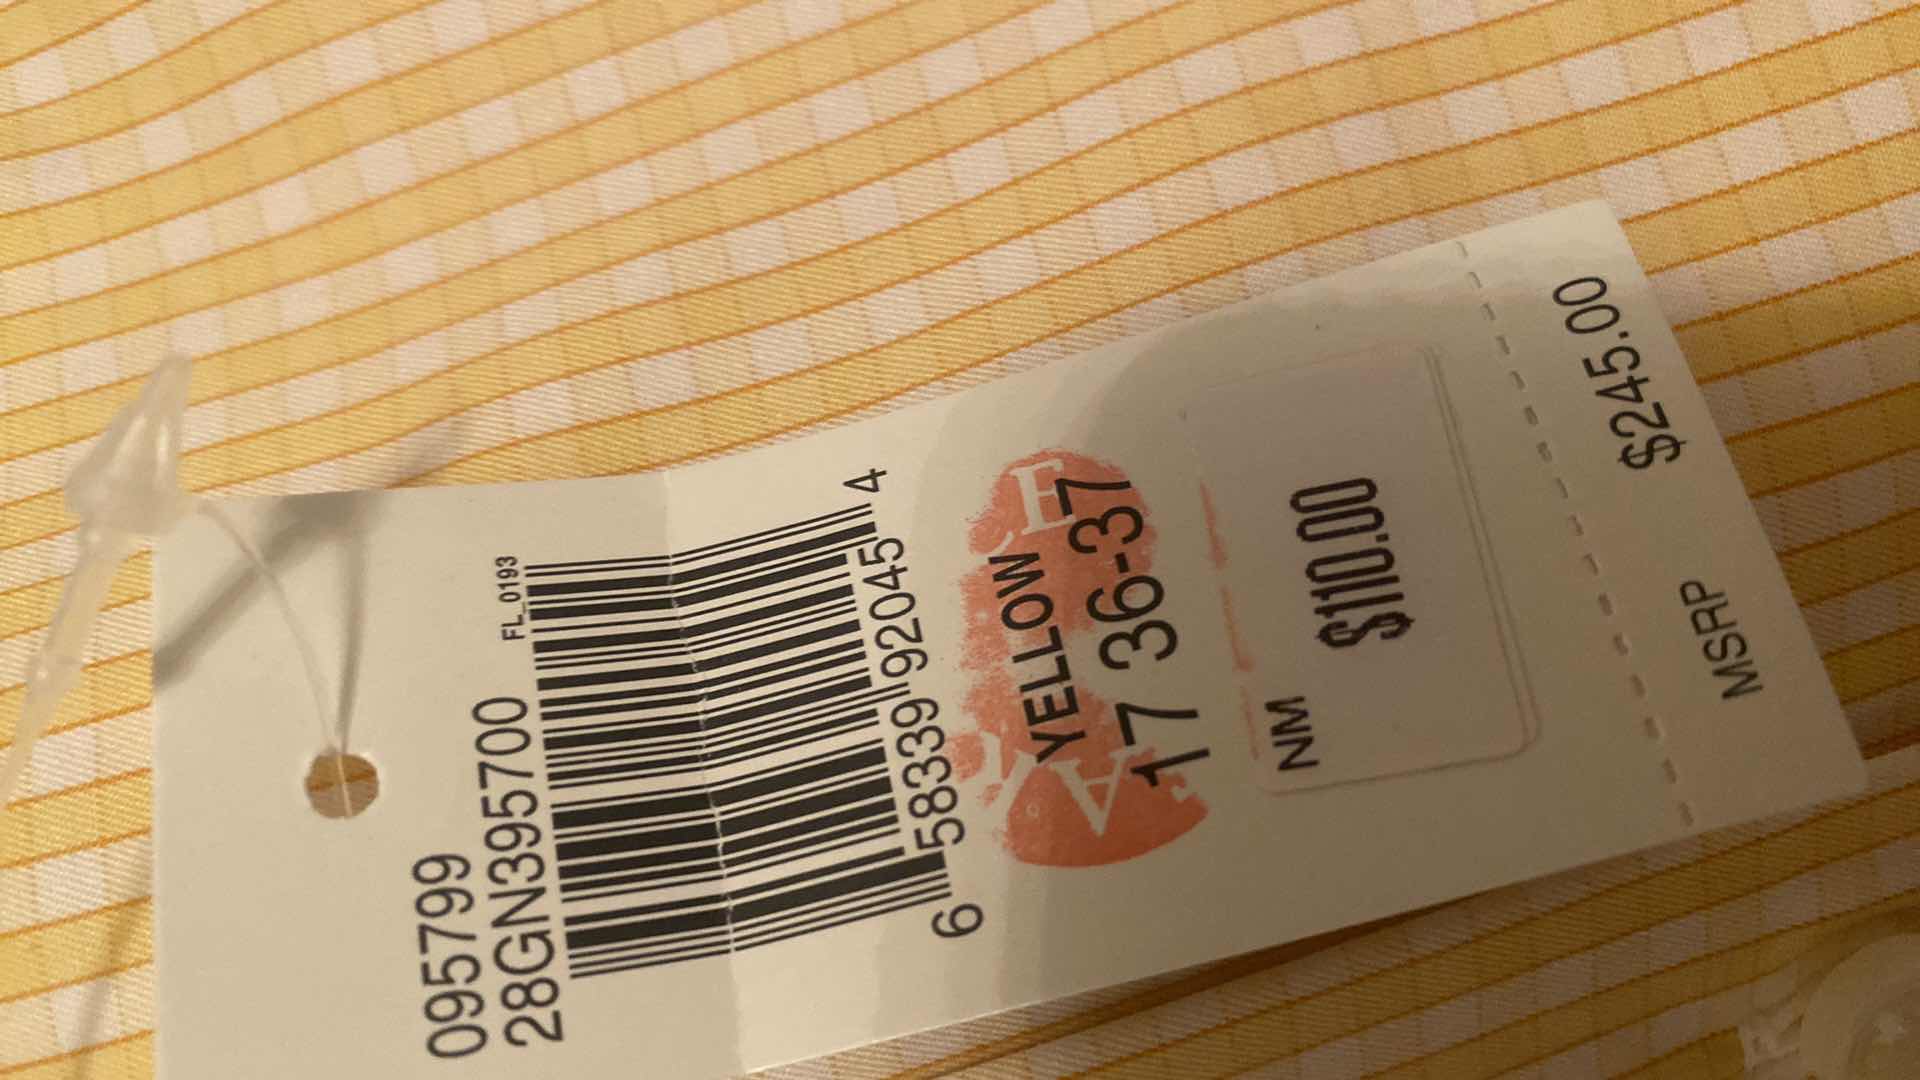 095799
28GN395700
FL_0193
6 58339 92045 4
YELLOW
17 36-37
NM
$110.00
MSRP $245.00